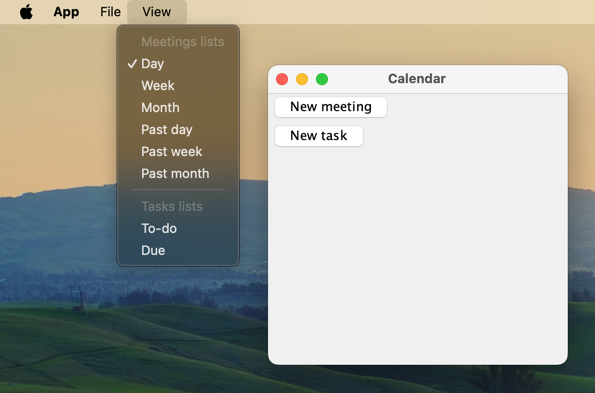 App File View
Meetings lists
Day
Week
Month
Past day
Past week
Past month
Tasks lists
To-do
Due
Calendar
New meeting
New task